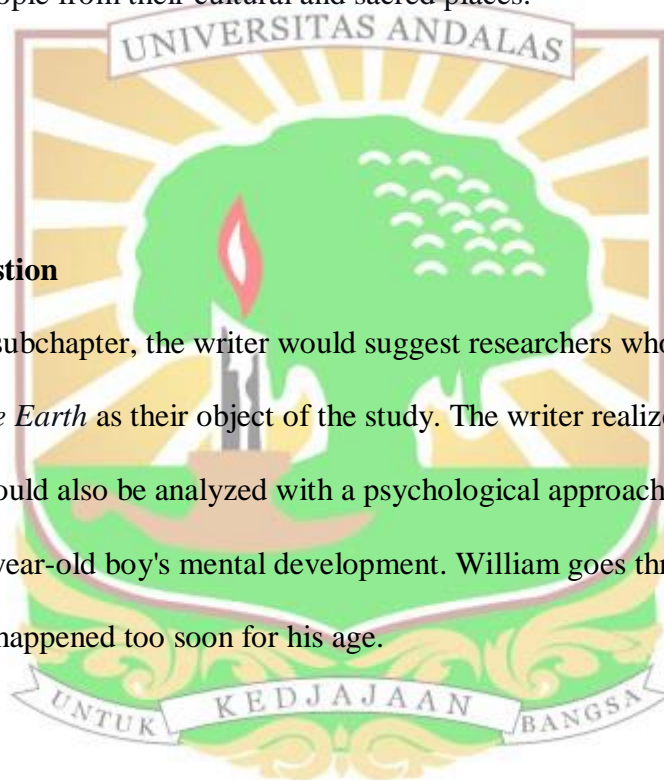 ople from their cultural and sacred places.
UNIVERSITAS ANDALAS
stion
subchapter, the writer would suggest researchers who
e Earth as their object of the study. The writer realize
ould also be analyzed with a psychological approach
year-old boy's mental development. William goes thr
happened too soon for his age.
UNTUK KEDJAJAAN BANGSA